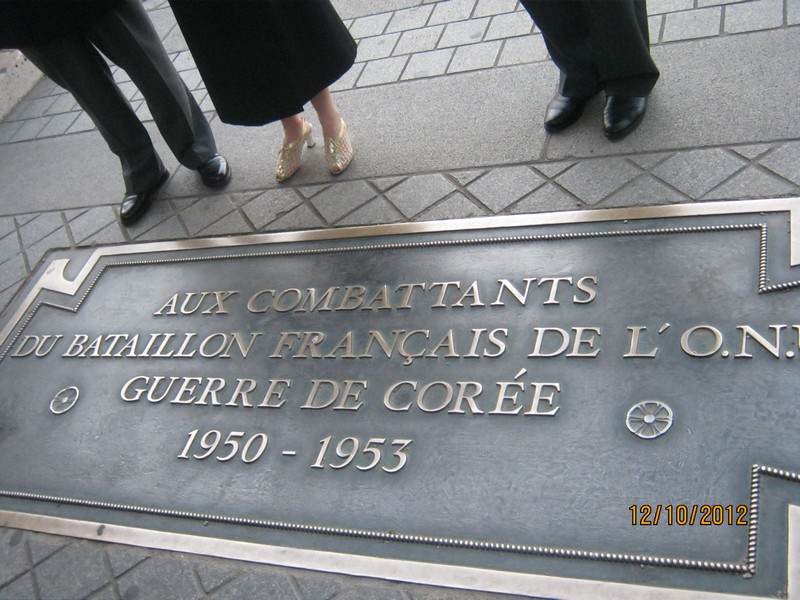 AUX COMBATTANTS
DU BATAILLON FRANÇAIS DE L´O.N.U
GUERRE DE CORÉE
1950 - 1953
12/10/2012